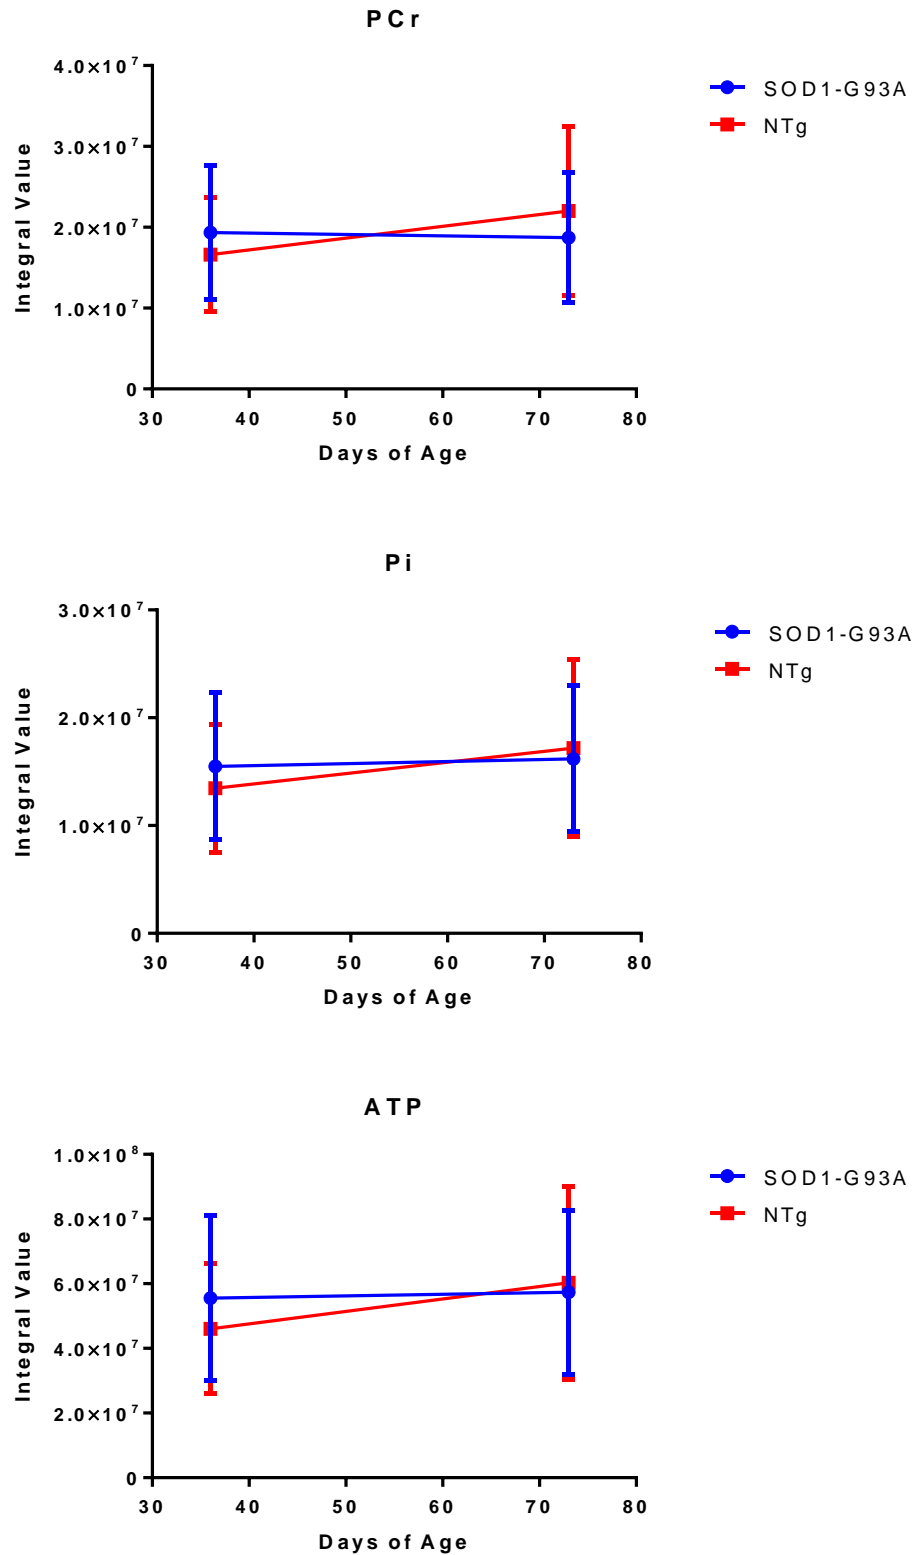 PCr
4.0×10⁷
3.0×10⁷
2.0×10⁷
1.0×10⁷
0
30 40 50 60 70 80
Integral Value
Days of Age
SOD1-G93A
NTg
Pi
3.0×10⁷
2.0×10⁷
1.0×10⁷
0
30 40 50 60 70 80
Integral Value
Days of Age
SOD1-G93A
NTg
ATP
1.0×10⁸
8.0×10⁷
6.0×10⁷
4.0×10⁷
2.0×10⁷
0
30 40 50 60 70 80
Integral Value
Days of Age
SOD1-G93A
NTg